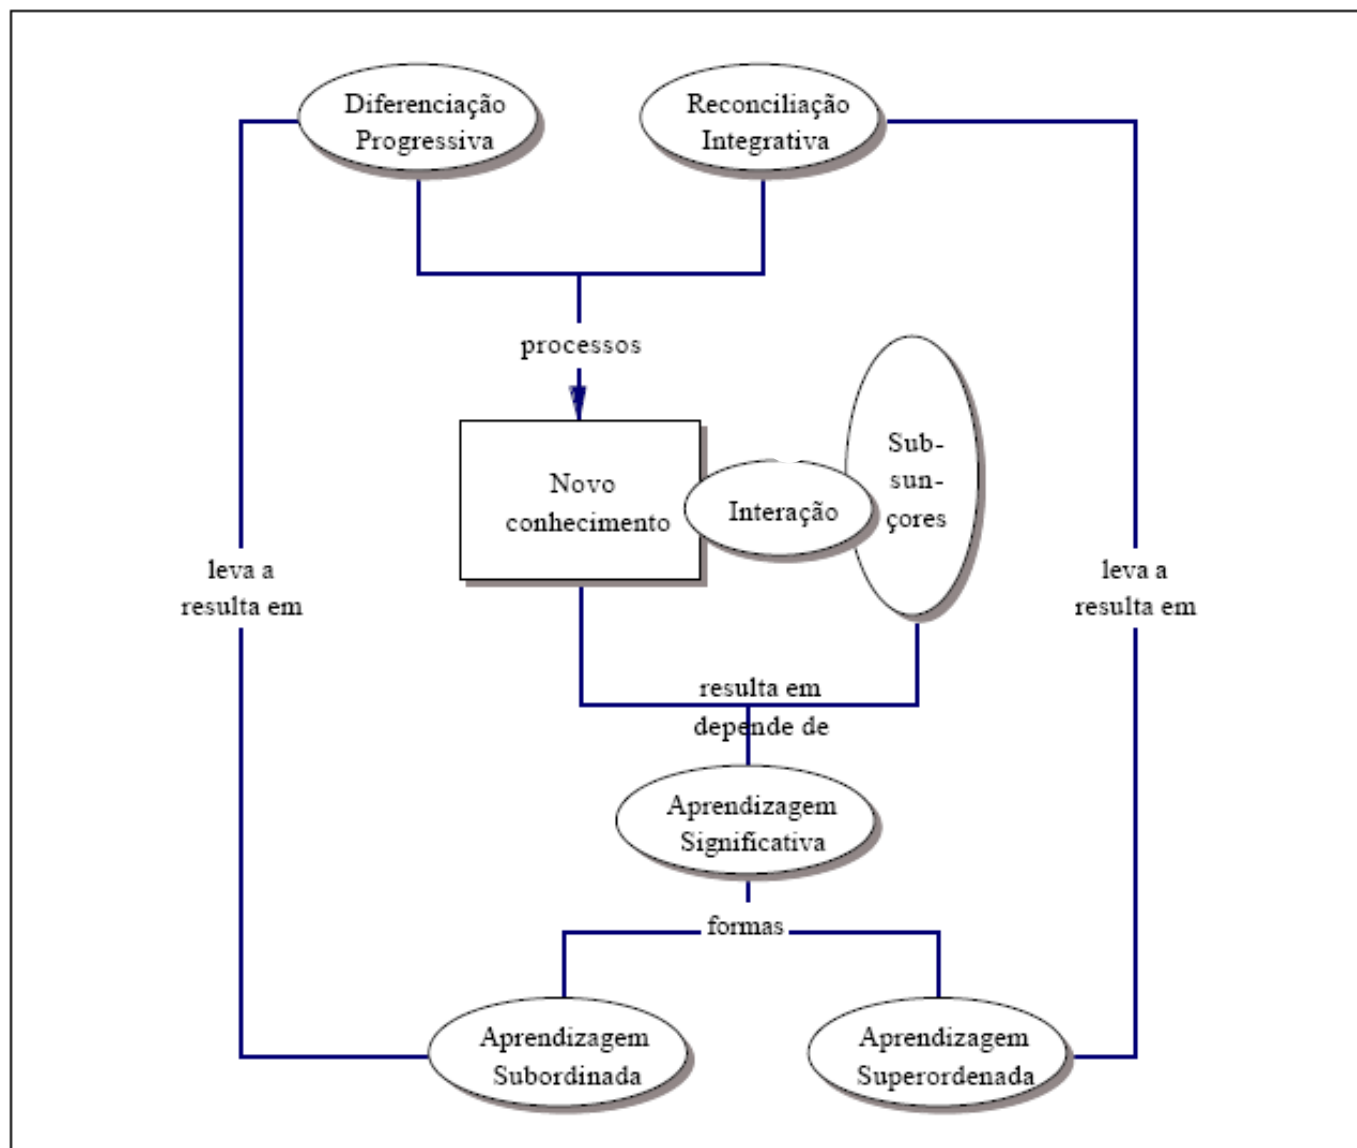 Diferenciação
Progressiva
Reconciliação
Integrativa
processos
Novo
conhecimento
Interação
Sub-
sun-
çores
leva a
resulta em
leva a
resulta em
resulta em
depende de
Aprendizagem
Significativa
formas
Aprendizagem
Subordinada
Aprendizagem
Superordenada